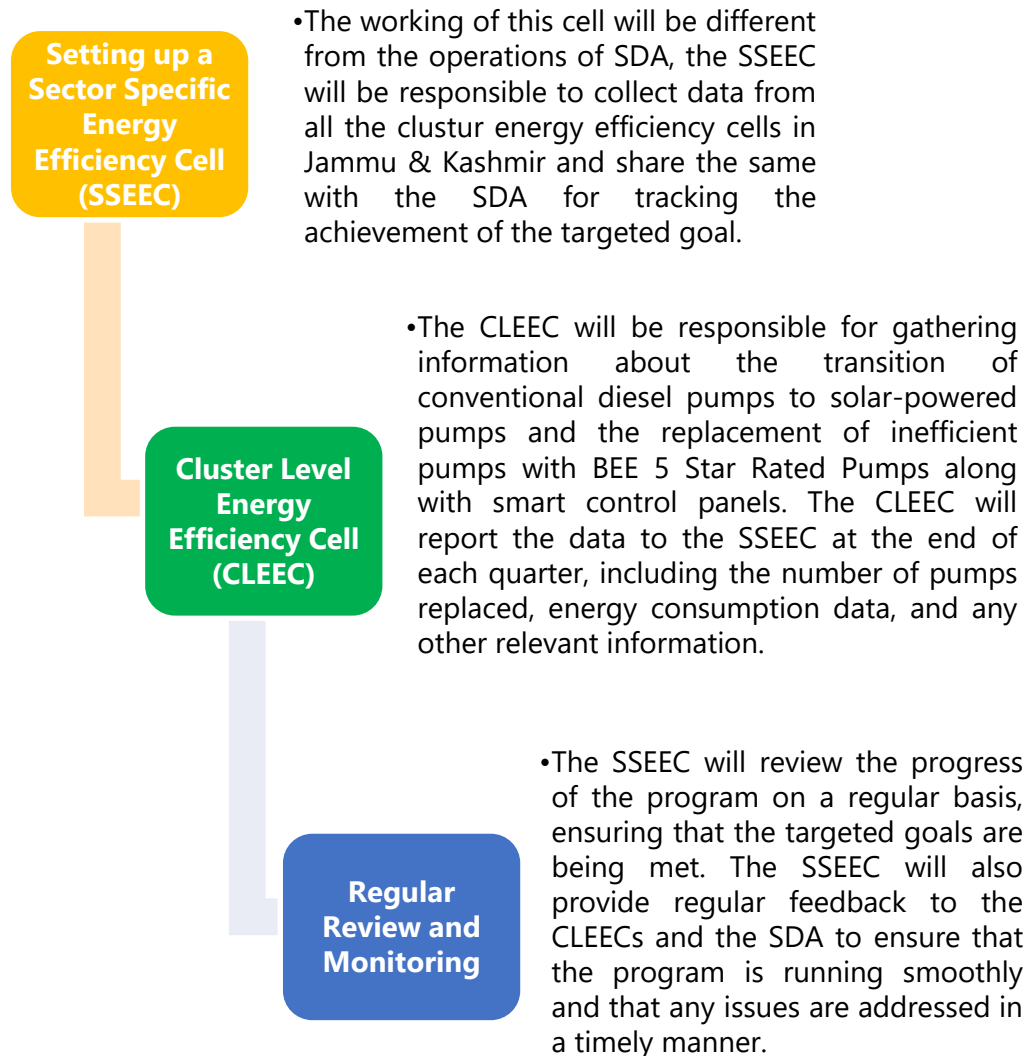 Setting up a
Sector Specific
Energy
Efficiency Cell
(SSEEC)
•The working of this cell will be different
from the operations of SDA, the SSEEC
will be responsible to collect data from
all the clustur energy efficiency cells in
Jammu & Kashmir and share the same
with the SDA for tracking the
achievement of the targeted goal.
Cluster Level
Energy
Efficiency Cell
(CLEEC)
•The CLEEC will be responsible for gathering
information about the transition of
conventional diesel pumps to solar-powered
pumps and the replacement of inefficient
pumps with BEE 5 Star Rated Pumps along
with smart control panels. The CLEEC will
report the data to the SSEEC at the end of
each quarter, including the number of pumps
replaced, energy consumption data, and any
other relevant information.
Regular
Review and
Monitoring
•The SSEEC will review the progress
of the program on a regular basis,
ensuring that the targeted goals are
being met. The SSEEC will also
provide regular feedback to the
CLEECs and the SDA to ensure that
the program is running smoothly
and that any issues are addressed in
a timely manner.